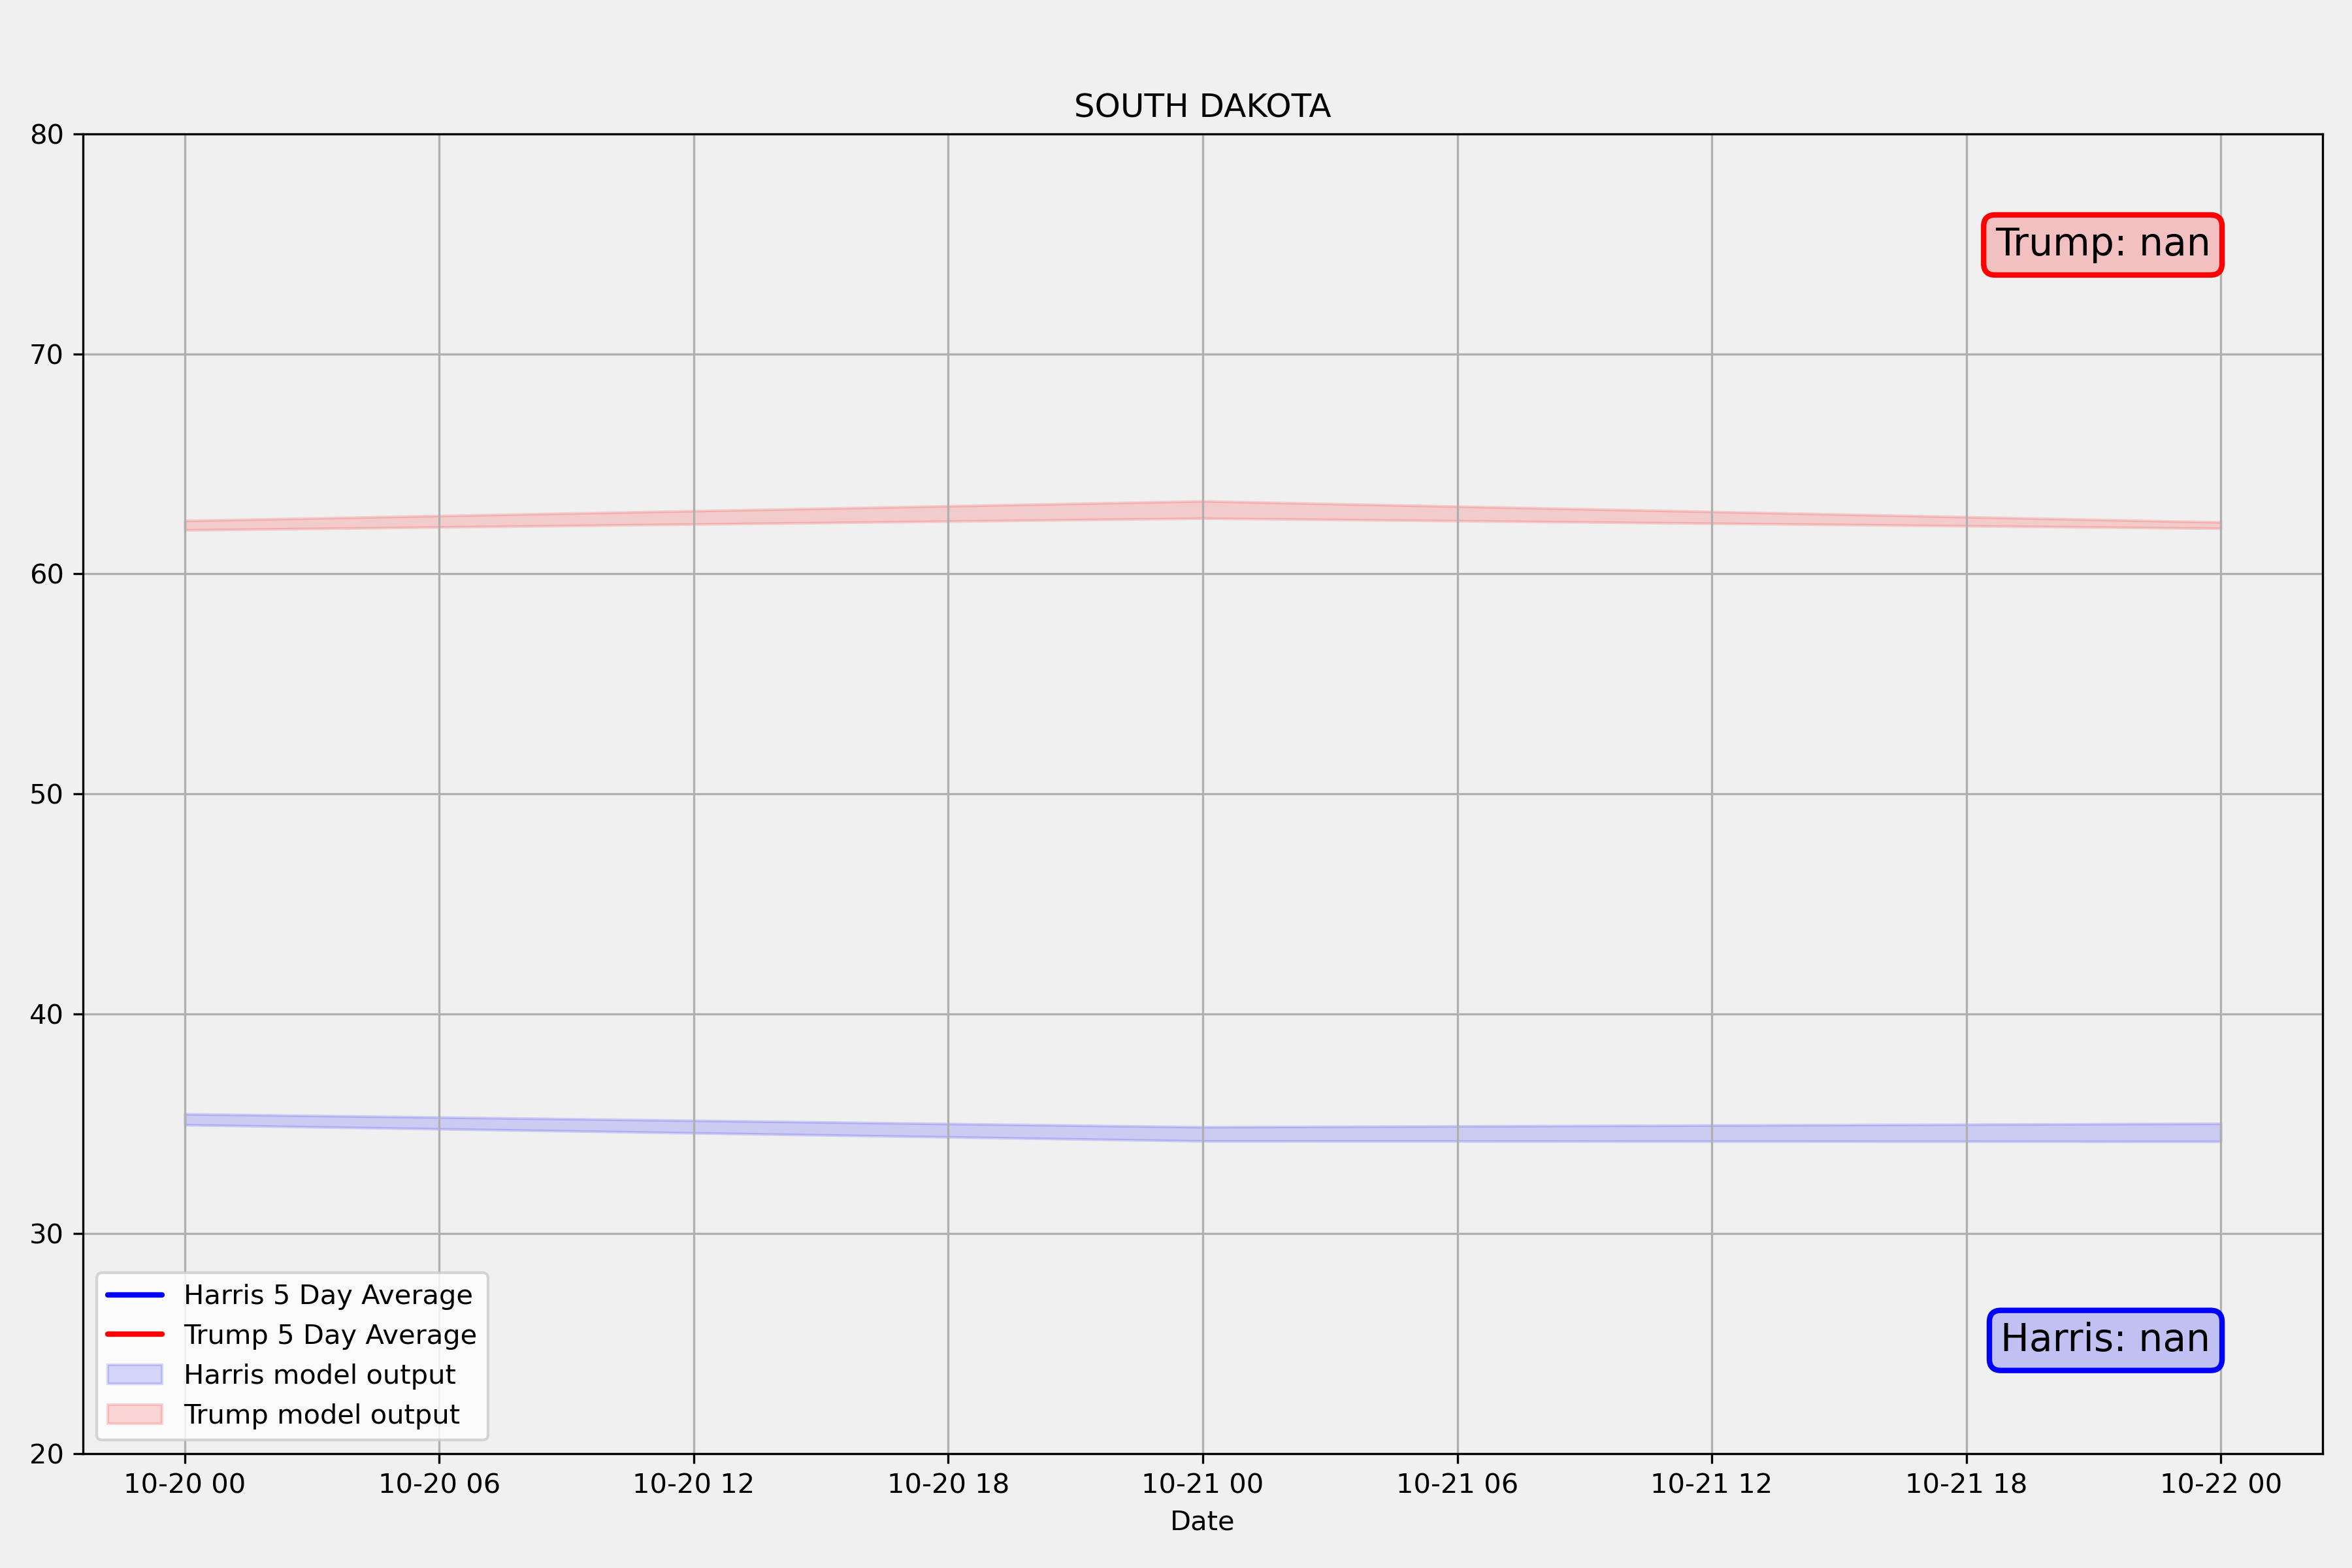 SOUTH DAKOTA
80
70
60
50
40
30
20
Trump: nan
Harris: nan
Harris 5 Day Average
Trump 5 Day Average
Harris model output
Trump model output
10-20 00
10-20 06
10-20 12
10-20 18
10-21 00
10-21 06
10-21 12
10-21 18
10-22 00
Date